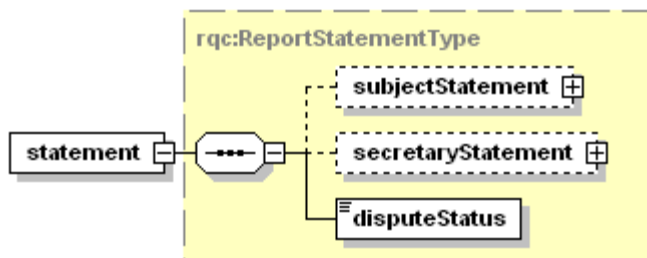 rqc:ReportStatementType
subjectStatement
statement
secretaryStatement
disputeStatus